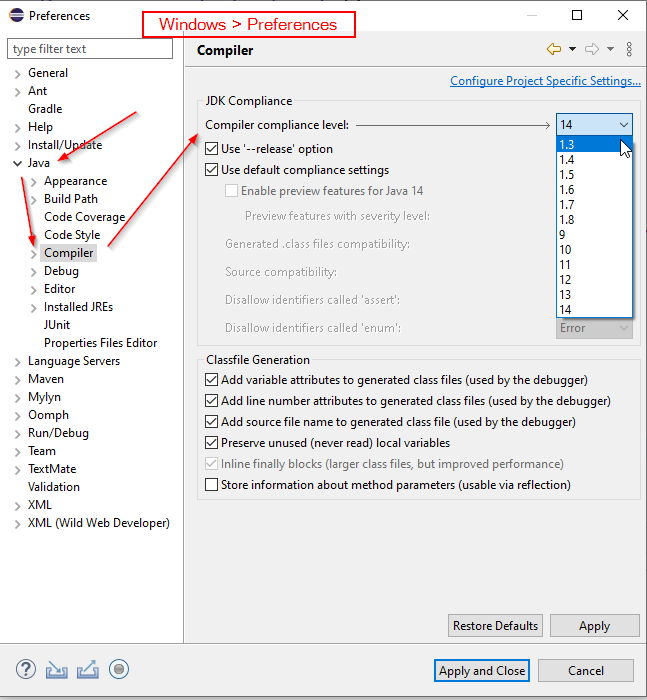 Preferences
Windows > Preferences
type filter text
General
Ant
Gradle
Help
Install/Update
Java
Appearance
Build Path
Code Coverage
Code Style
Compiler
Debug
Editor
Installed JREs
JUnit
Properties Files Editor
Language Servers
Maven
Mylyn
Oomph
Run/Debug
Team
TextMate
Validation
XML
XML (Wild Web Developer)
Compiler
Configure Project Specific Settings...
JDK Compliance
Compiler compliance level: 14
1.3
1.4
1.5
1.6
1.7
1.8
9
10
11
12
13
14
Use '--release' option
Use default compliance settings
Enable preview features for Java 14
Preview features with severity level:
Generated .class files compatibility:
Source compatibility:
Disallow identifiers called 'assert':
Disallow identifiers called 'enum': Error
Classfile Generation
Add variable attributes to generated class files (used by the debugger)
Add line number attributes to generated class files (used by the debugger)
Add source file name to generated class file (used by the debugger)
Preserve unused (never read) local variables
Inline finally blocks (larger class files, but improved performance)
Store information about method parameters (usable via reflection)
Restore Defaults Apply
? Apply and Close Cancel